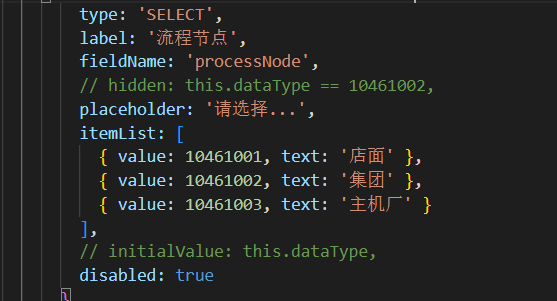 type: 'SELECT',
label: '流程节点',
fieldName: 'processNode',
// hidden: this.dataType == 10461002,
placeholder: '请选择...',
itemList: [
{ value: 10461001, text: '店面' },
{ value: 10461002, text: '集团' },
{ value: 10461003, text: '主机厂' }
],
// initialValue: this.dataType,
disabled: true
}